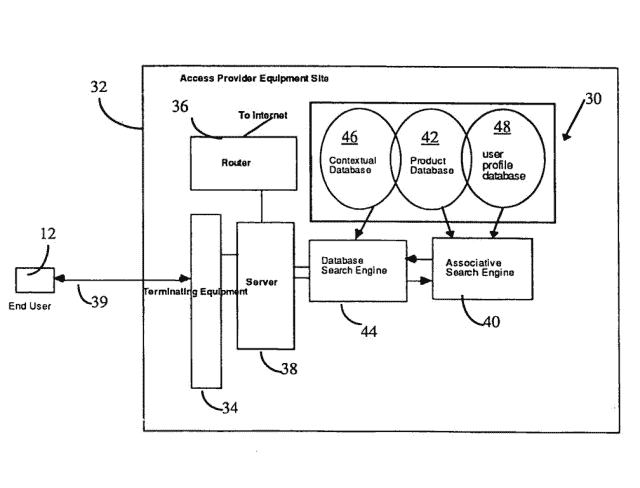 Access Provider Equipment Site
32
36
To Internet
30
Router
46
Contextual
Database
42
Product
Database
48
user
profile
database
12
End User
39
Terminating Equipment
Server
Database
Search Engine
Associative
Search Engine
44
40
38
34